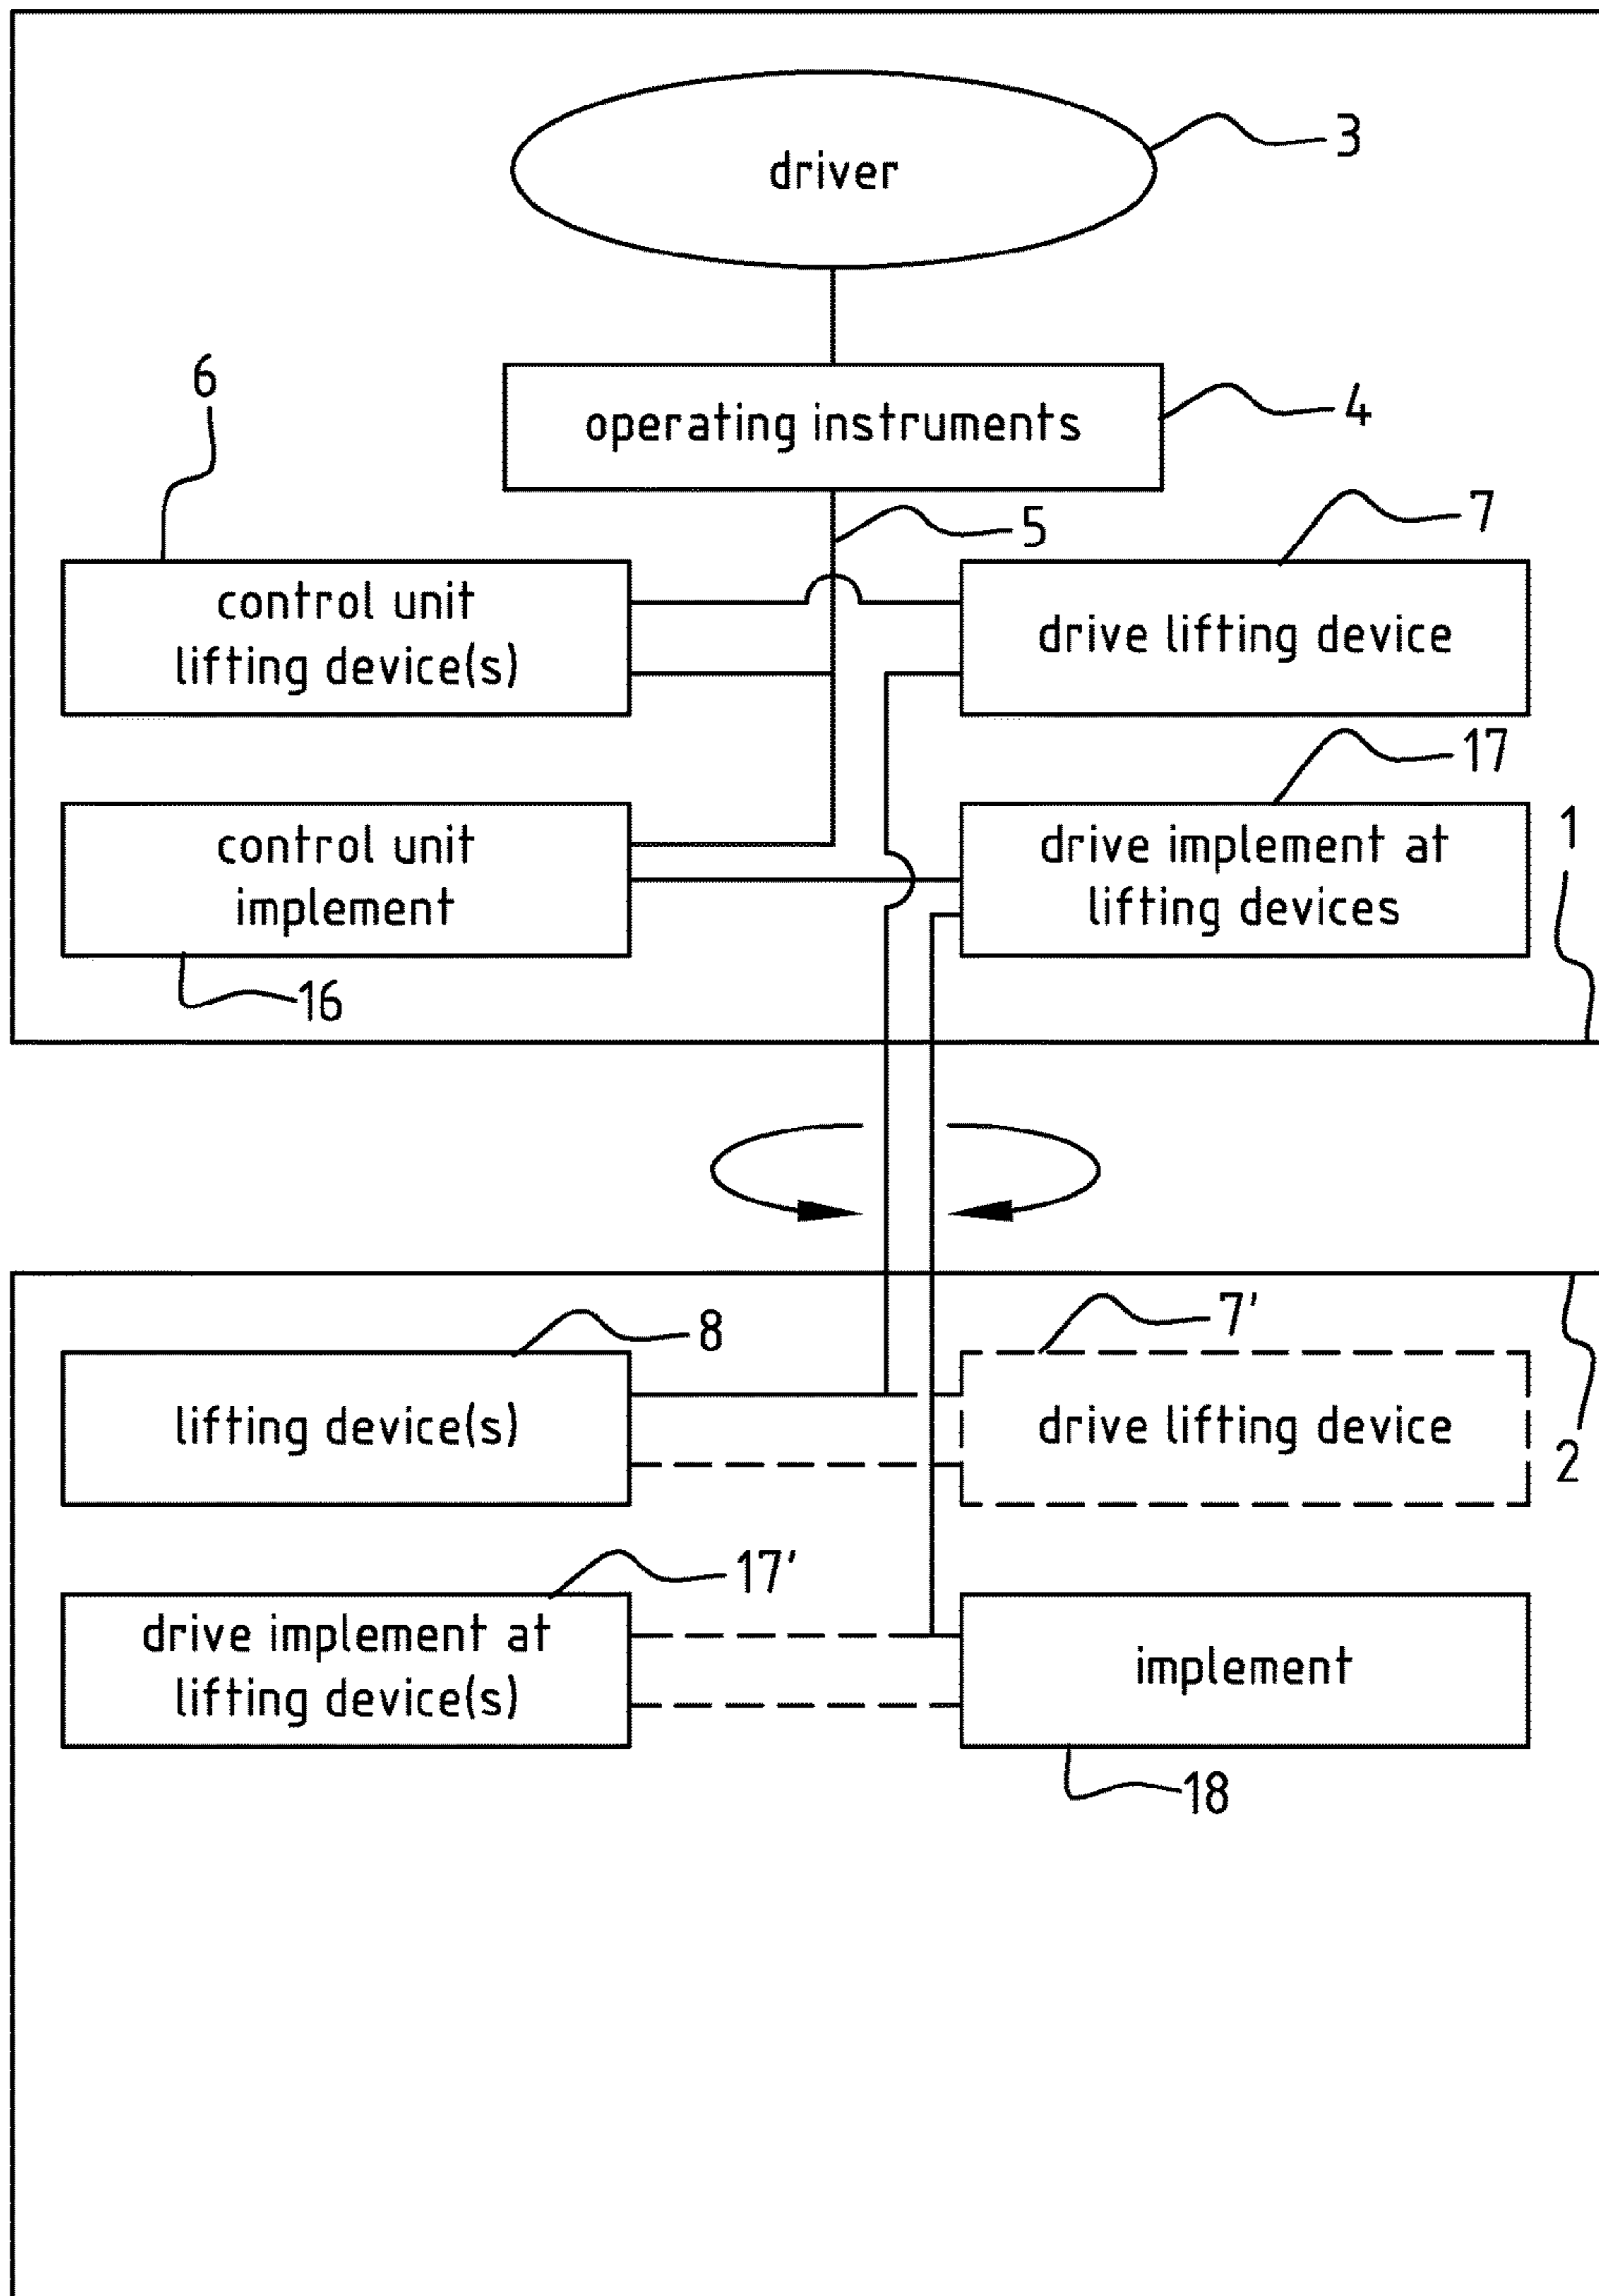 driver
3
operating instruments
4
5
6
control unit
lifting device(s)
7
drive lifting device
control unit
implement
16
17
drive implement at
lifting devices
1
2
8
lifting device(s)
7'
drive lifting device
17'
drive implement at
lifting device(s)
implement
18